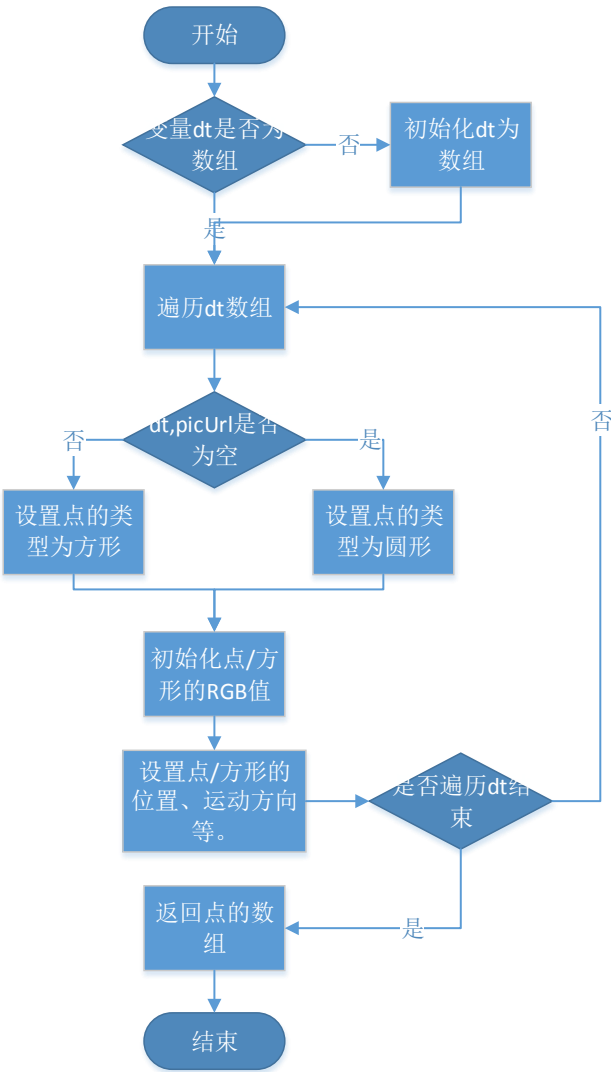 开始
变量dt是否为
数组
否
初始化dt为
数组
是
遍历dt数组
dt,picUrl是否
为空
否
是
否
设置点的类
型为方形
设置点的类
型为圆形
初始化点/方
形的RGB值
设置点/方形的
位置、运动方向
等。
是否遍历dt结
束
返回点的数
组
是
结束